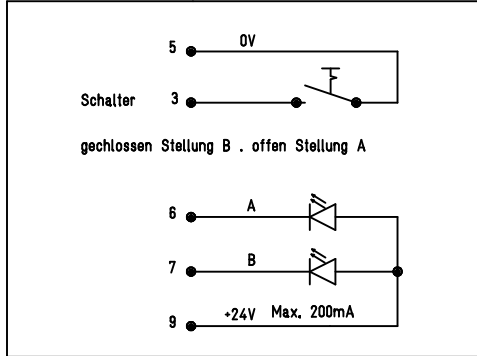 5 0V
Schalter 3
gechlossen Stellung B . offen Stellung A
6 A
7 B
9 +24V Max. 200mA